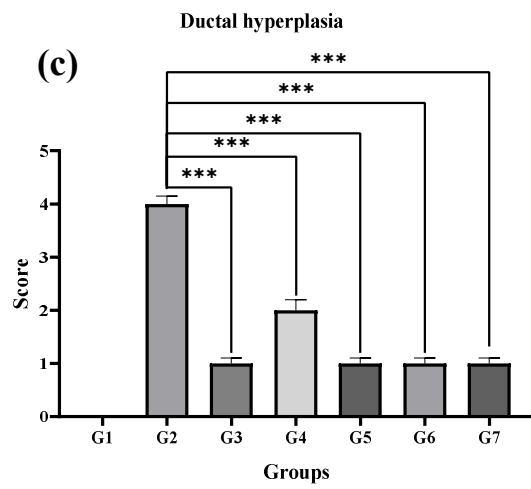 Ductal hyperplasia
(c)
***
***
***
***
***
5
4
3
2
1
0
Score
G1 G2 G3 G4 G5 G6 G7
Groups